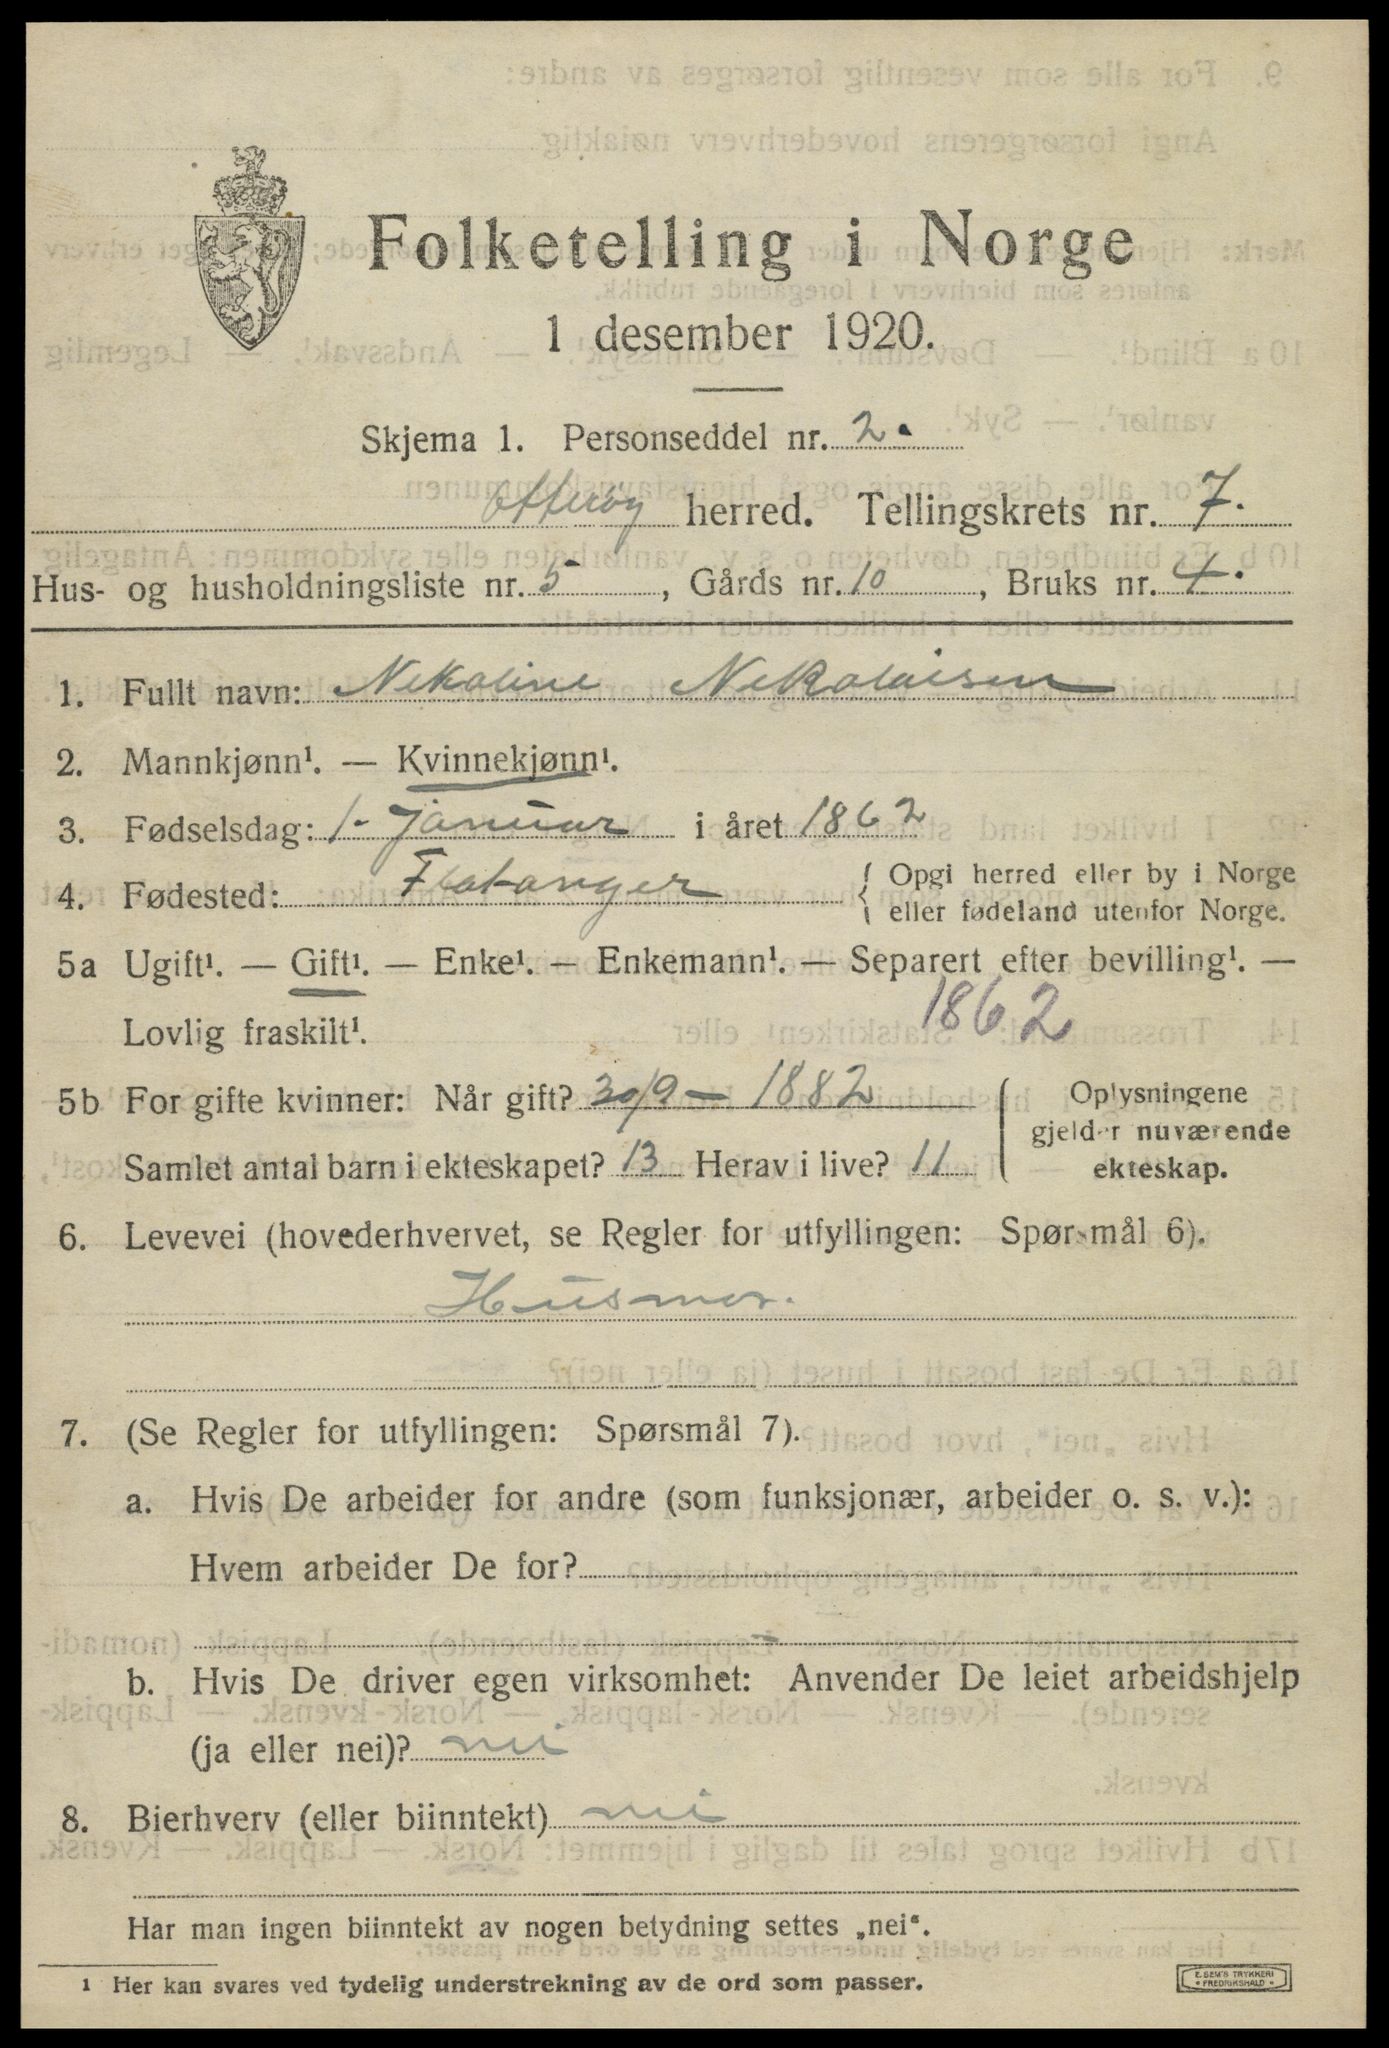 Folketelling i Norge
1 desember 1920.
Skjema 1. Personseddel nr. 2.
Otterøy herred. Tellingskrets nr. 7.
Hus- og husholdningsliste nr. 5, Gårds nr. 10, Bruks nr. 4.
1. Fullt navn: Nekoline Nekolaisen
2. Mannkjønn¹. — Kvinnekjønn¹.
3. Fødselsdag: 1. januar i året 1862
4. Fødested: Flatanger { Opgi herred eller by i Norge
eller fødeland utenfor Norge.
5a Ugift¹. — Gift¹. — Enke¹. — Enkemann¹. — Separert efter bevilling¹. —
Lovlig fraskilt¹. 1862
5b For gifte kvinner: Når gift? 30/9 — 1882
Samlet antal barn i ekteskapet? 13 Herav i live? 11
{ Oplysningene
gjelder nuværende
ekteskap.
6. Levevei (hovederhvervet, se Regler for utfyllingen: Spørsmål 6).
Husmor.
7. (Se Regler for utfyllingen: Spørsmål 7).
a. Hvis De arbeider for andre (som funksjonær, arbeider o. s. v.):
Hvem arbeider De for?
b. Hvis De driver egen virksomhet: Anvender De leiet arbeidshjelp
(ja eller nei)? nei
8. Bierhverv (eller biinntekt) nei
Har man ingen biinntekt av nogen betydning settes „nei“.
¹ Her kan svares ved tydelig understrekning av de ord som passer.
E. SEM'S TRYKKERI
• FREDRIKSHALD •